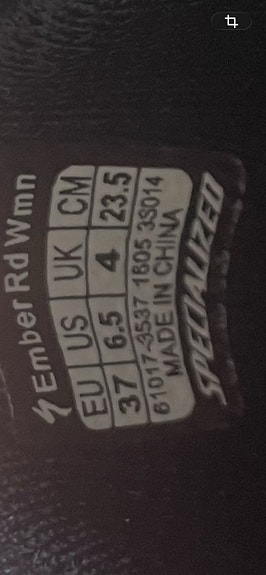 Ember Rd Wmn
EU US UK CM
37 6.5 4 23.5
61017-3537 1805 3S014
MADE IN CHINA
SPECIALIZED